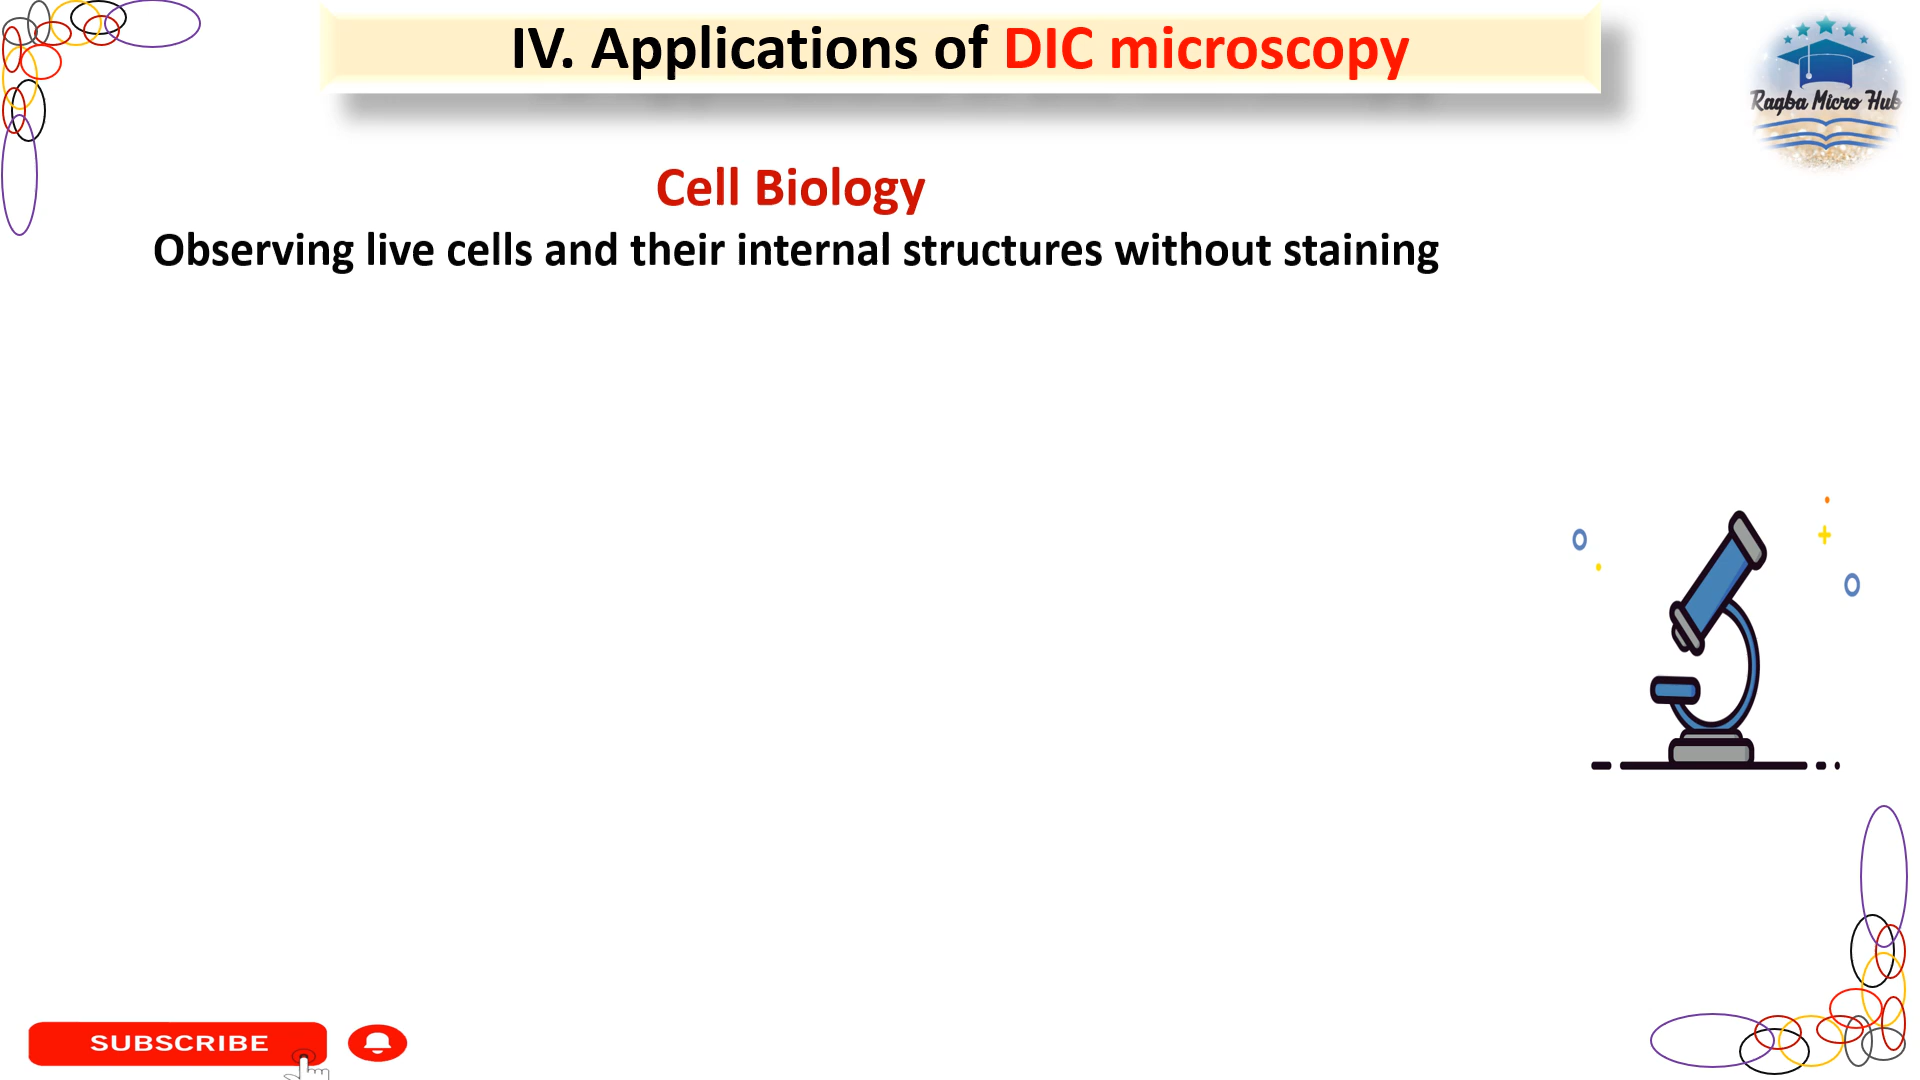 IV. Applications of DIC microscopy
Ragba Micro Hub
Cell Biology
Observing live cells and their internal structures without staining
SUBSCRIBE